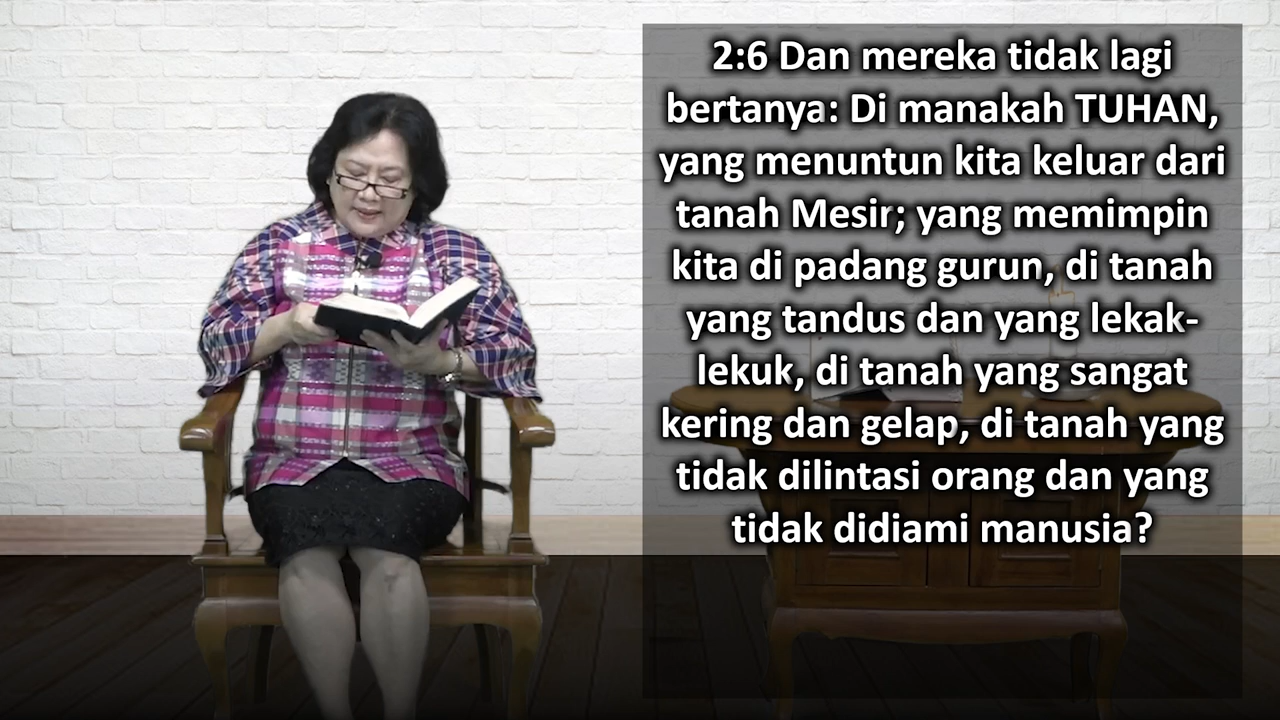 2:6 Dan mereka tidak lagi
bertanya: Di manakah TUHAN,
yang menuntun kita keluar dari
tanah Mesir; yang memimpin
kita di padang gurun, di tanah
yang tandus dan yang lekak-
lekuk, di tanah yang sangat
kering dan gelap, di tanah yang
tidak dilintasi orang dan yang
tidak didiami manusia?